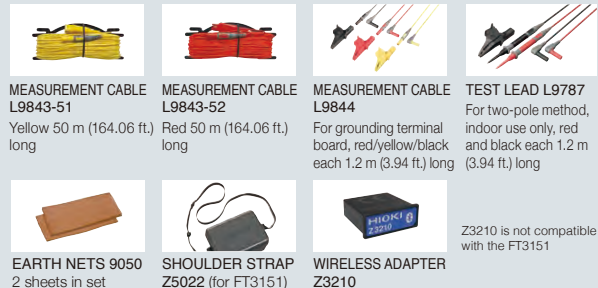 MEASUREMENT CABLE
L9843-51
Yellow 50 m (164.06 ft.)
long
MEASUREMENT CABLE
L9843-52
Red 50 m (164.06 ft.)
long
MEASUREMENT CABLE
L9844
For grounding terminal
board, red/yellow/black
each 1.2 m (3.94 ft.) long
TEST LEAD L9787
For two-pole method,
indoor use only, red
and black each 1.2 m
(3.94 ft.) long
EARTH NETS 9050
2 sheets in set
SHOULDER STRAP
Z5022 (for FT3151)
HIOKI
Z3210
WIRELESS ADAPTER
Z3210
Z3210 is not compatible
with the FT3151